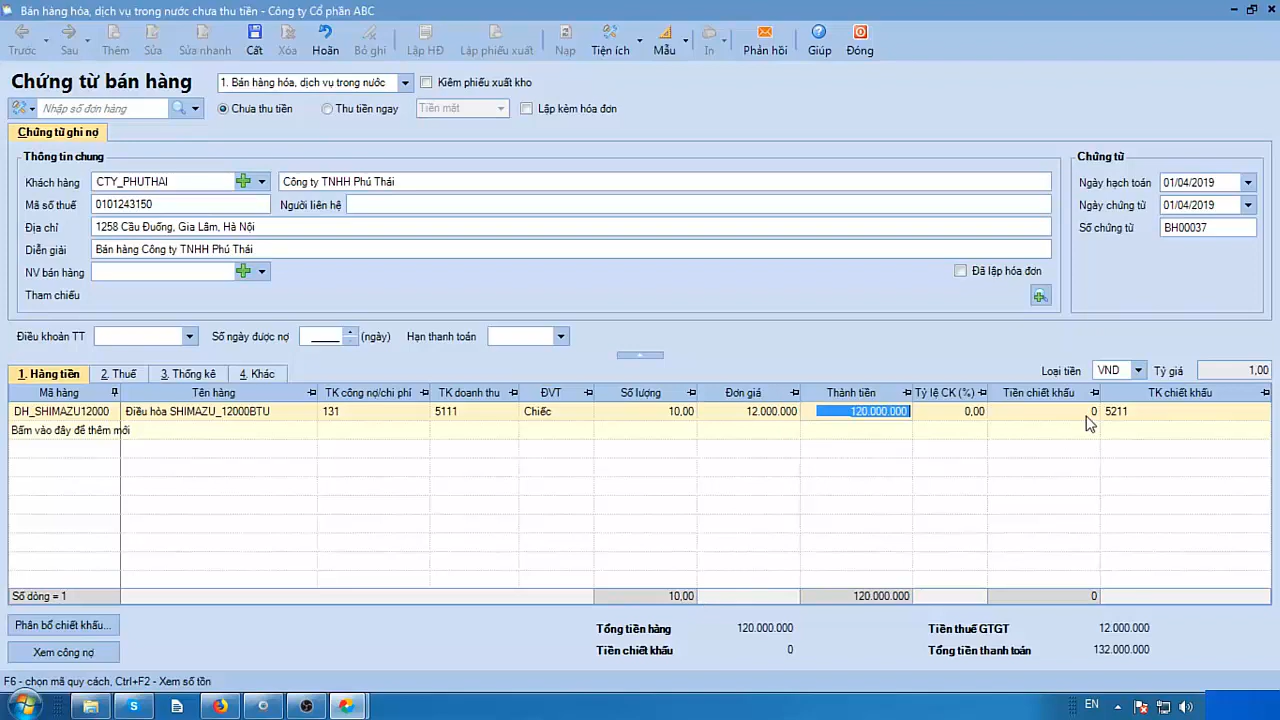 Bán hàng hóa, dịch vụ trong nước chưa thu tiền - Công ty Cổ phần ABC
Trước Sau Thêm Sửa Sửa nhanh Cất Xóa Hoãn Bỏ ghi Lập HĐ Lập phiếu xuất Nạp Tiện ích Mẫu In Phản hồi Giúp Đóng
Chứng từ bán hàng 1. Bán hàng hóa, dịch vụ trong nước Kiêm phiếu xuất kho
Nhập số đơn hàng Chưa thu tiền Thu tiền ngay Tiền mặt Lập kèm hóa đơn
Chứng từ ghi nợ
Thông tin chung Chứng từ
Khách hàng CTY_PHUTHAI Công ty TNHH Phú Thái Ngày hạch toán 01/04/2019
Mã số thuế 0101243150 Người liên hệ Ngày chứng từ 01/04/2019
Địa chỉ 1258 Cầu Đuống, Gia Lâm, Hà Nội Số chứng từ BH00037
Diễn giải Bán hàng Công ty TNHH Phú Thái
NV bán hàng Đã lập hóa đơn
Tham chiếu
Điều khoản TT Số ngày được nợ (ngày) Hạn thanh toán
1. Hàng tiền 2. Thuế 3. Thống kê 4. Khác Loại tiền VND Tỷ giá 1,00
Mã hàng Tên hàng TK công nợ/chi phí TK doanh thu ĐVT Số lượng Đơn giá Thành tiền Tỷ lệ CK (%) Tiền chiết khấu TK chiết khấu
DH_SHIMAZU12000 Điều hòa SHIMAZU_12000BTU 131 5111 Chiếc 10,00 12.000.000 120.000.000 0,00 0 5211
Bấm vào đây để thêm mới
Số dòng = 1 10,00 120.000.000 0
Phân bổ chiết khấu... Tổng tiền hàng 120.000.000 Tiền thuế GTGT 12.000.000
Xem công nợ Tiền chiết khấu 0 Tổng tiền thanh toán 132.000.000
F6 - chọn mã quy cách, Ctrl+F2 - Xem số tồn
S EN